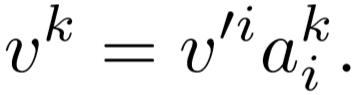 $v^k = v'^i a_i^k.$